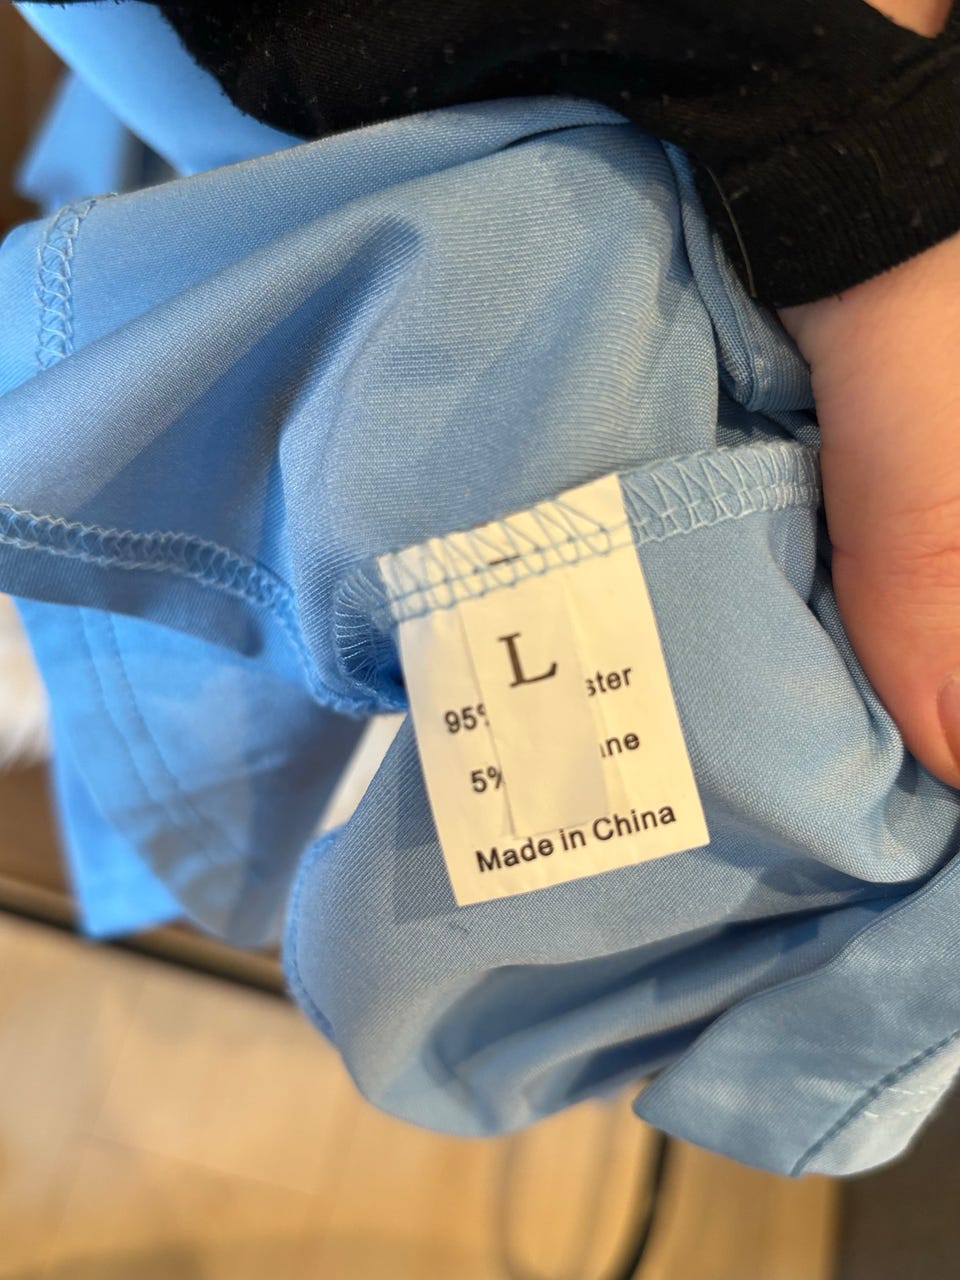 L
95% ster
5% ne
Made in China